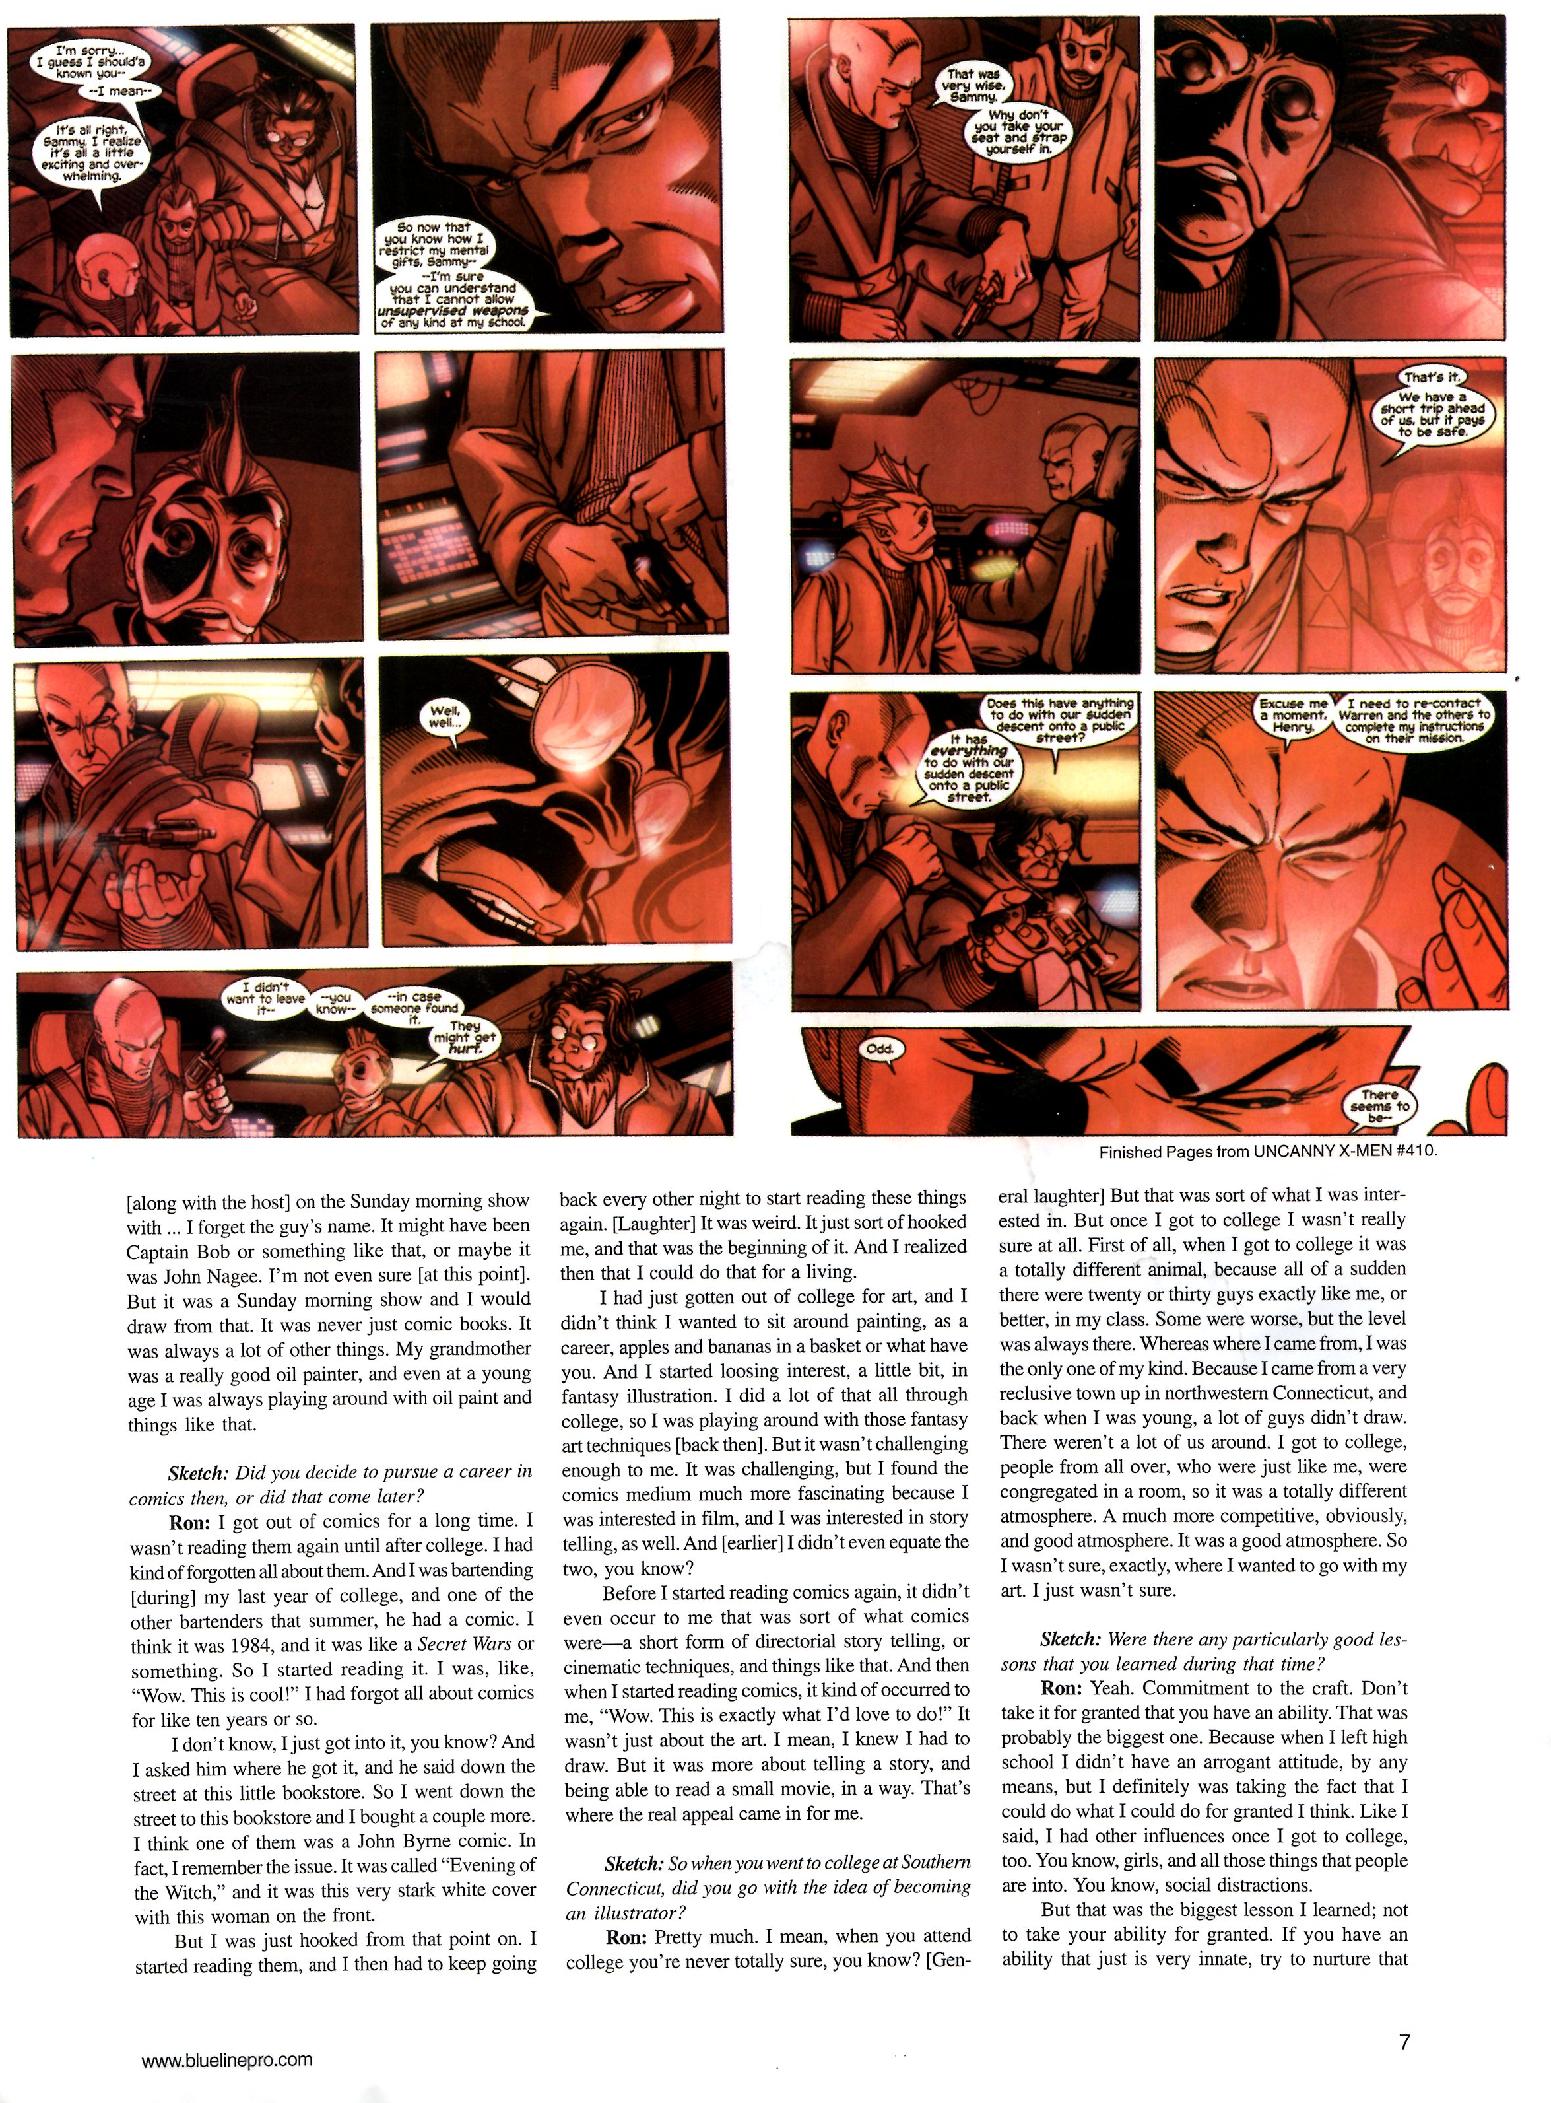 I'm sorry...
I guess I should'a
known you--
--I mean--
It's all right,
Sammy. I realize
it's all a little
exciting and over-
whelming.
So now that
you know how I
restrict my mental
gifts, Sammy--
--I'm sure
you can understand
that I cannot allow
unsupervised weapons
of any kind at my school.
Well,
well...
I didn't
want to leave
it--
--you
know--
--in case
someone found
it.
They
might get
hurt.
That was
very wise,
Sammy.
Why don't
you take your
seat and strap
yourself in.
That's it.
We have a
short trip ahead
of us, but it pays
to be safe.
Does this have anything
to do with our sudden
descent onto a public
street?
It has
everything
to do with our
sudden descent
onto a public
street.
Excuse me
a moment,
Henry.
I need to re-contact
Warren and the others to
complete my instructions
on their mission.
Odd.
There
seems to
be--
Finished Pages from UNCANNY X-MEN #410.
[along with the host] on the Sunday morning show
with ... I forget the guy's name. It might have been
Captain Bob or something like that, or maybe it
was John Nagee. I'm not even sure [at this point].
But it was a Sunday morning show and I would
draw from that. It was never just comic books. It
was always a lot of other things. My grandmother
was a really good oil painter, and even at a young
age I was always playing around with oil paint and
things like that.
Sketch: Did you decide to pursue a career in
comics then, or did that come later?
Ron: I got out of comics for a long time. I
wasn't reading them again until after college. I had
kind of forgotten all about them. And I was bartending
[during] my last year of college, and one of the
other bartenders that summer, he had a comic. I
think it was 1984, and it was like a Secret Wars or
something. So I started reading it. I was, like,
"Wow. This is cool!" I had forgot all about comics
for like ten years or so.
I don't know, I just got into it, you know? And
I asked him where he got it, and he said down the
street at this little bookstore. So I went down the
street to this bookstore and I bought a couple more.
I think one of them was a John Byrne comic. In
fact, I remember the issue. It was called "Evening of
the Witch," and it was this very stark white cover
with this woman on the front.
But I was just hooked from that point on. I
started reading them, and I then had to keep going
back every other night to start reading these things
again. [Laughter] It was weird. It just sort of hooked
me, and that was the beginning of it. And I realized
then that I could do that for a living.
I had just gotten out of college for art, and I
didn't think I wanted to sit around painting, as a
career, apples and bananas in a basket or what have
you. And I started loosing interest, a little bit, in
fantasy illustration. I did a lot of that all through
college, so I was playing around with those fantasy
art techniques [back then]. But it wasn't challenging
enough to me. It was challenging, but I found the
comics medium much more fascinating because I
was interested in film, and I was interested in story
telling, as well. And [earlier] I didn't even equate the
two, you know?
Before I started reading comics again, it didn't
even occur to me that was sort of what comics
were—a short form of directorial story telling, or
cinematic techniques, and things like that. And then
when I started reading comics, it kind of occurred to
me, "Wow. This is exactly what I'd love to do!" It
wasn't just about the art. I mean, I knew I had to
draw. But it was more about telling a story, and
being able to read a small movie, in a way. That's
where the real appeal came in for me.
Sketch: So when you went to college at Southern
Connecticut, did you go with the idea of becoming
an illustrator?
Ron: Pretty much. I mean, when you attend
college you're never totally sure, you know? [Gen-
eral laughter] But that was sort of what I was inter-
ested in. But once I got to college I wasn't really
sure at all. First of all, when I got to college it was
a totally different animal, because all of a sudden
there were twenty or thirty guys exactly like me, or
better, in my class. Some were worse, but the level
was always there. Whereas where I came from, I was
the only one of my kind. Because I came from a very
reclusive town up in northwestern Connecticut, and
back when I was young, a lot of guys didn't draw.
There weren't a lot of us around. I got to college,
people from all over, who were just like me, were
congregated in a room, so it was a totally different
atmosphere. A much more competitive, obviously,
and good atmosphere. It was a good atmosphere. So
I wasn't sure, exactly, where I wanted to go with my
art. I just wasn't sure.
Sketch: Were there any particularly good les-
sons that you learned during that time?
Ron: Yeah. Commitment to the craft. Don't
take it for granted that you have an ability. That was
probably the biggest one. Because when I left high
school I didn't have an arrogant attitude, by any
means, but I definitely was taking the fact that I
could do what I could do for granted I think. Like I
said, I had other influences once I got to college,
too. You know, girls, and all those things that people
are into. You know, social distractions.
But that was the biggest lesson I learned; not
to take your ability for granted. If you have an
ability that just is very innate, try to nurture that
www.bluelinepro.com
7